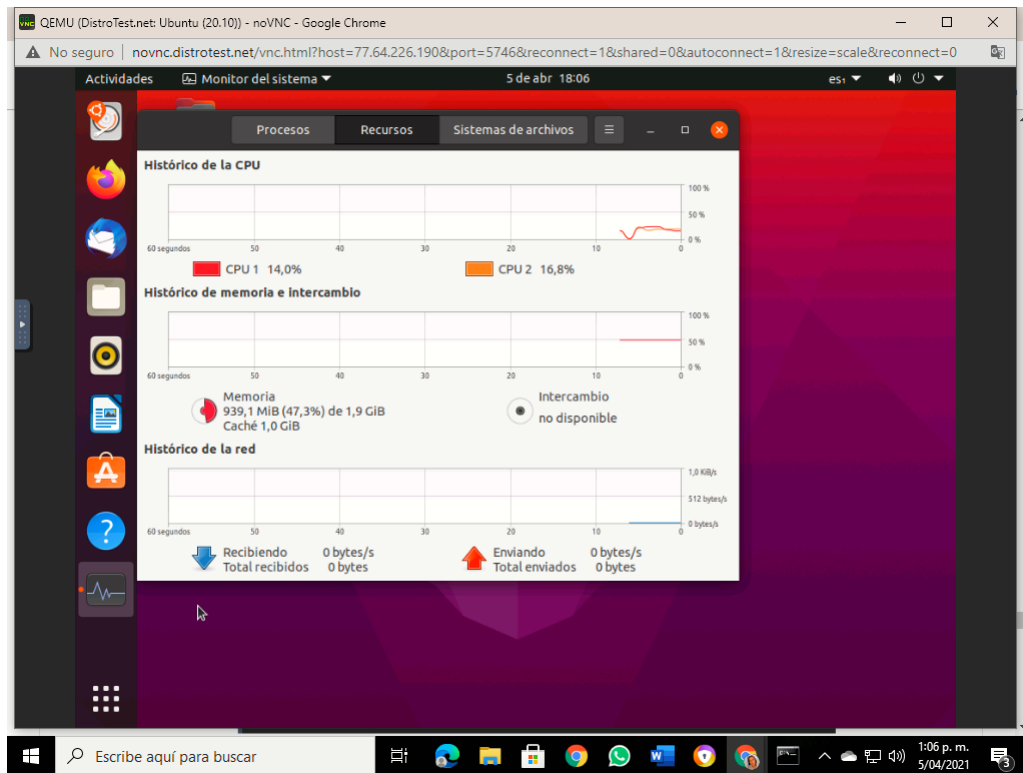 QEMU (DistroTest.net: Ubuntu (20.10)) - noVNC - Google Chrome
No seguro | novnc.distrotest.net/vnc.html?host=77.64.226.190&port=5746&reconnect=1&shared=0&autoconnect=1&resize=scale&reconnect=0
Actividades Monitor del sistema 5 de abr 18:06 es₁
Procesos Recursos Sistemas de archivos
Histórico de la CPU
100 %
50 %
0 %
60 segundos 50 40 30 20 10 0
CPU 1 14,0% CPU 2 16,8%
Histórico de memoria e intercambio
100 %
50 %
0 %
60 segundos 50 40 30 20 10 0
Memoria Intercambio
939,1 MiB (47,3%) de 1,9 GiB no disponible
Caché 1,0 GiB
Histórico de la red
1,0 KiB/s
512 bytes/s
0 bytes/s
60 segundos 50 40 30 20 10 0
Recibiendo 0 bytes/s Enviando 0 bytes/s
Total recibidos 0 bytes Total enviados 0 bytes
Escribe aquí para buscar
1:06 p. m.
5/04/2021
3